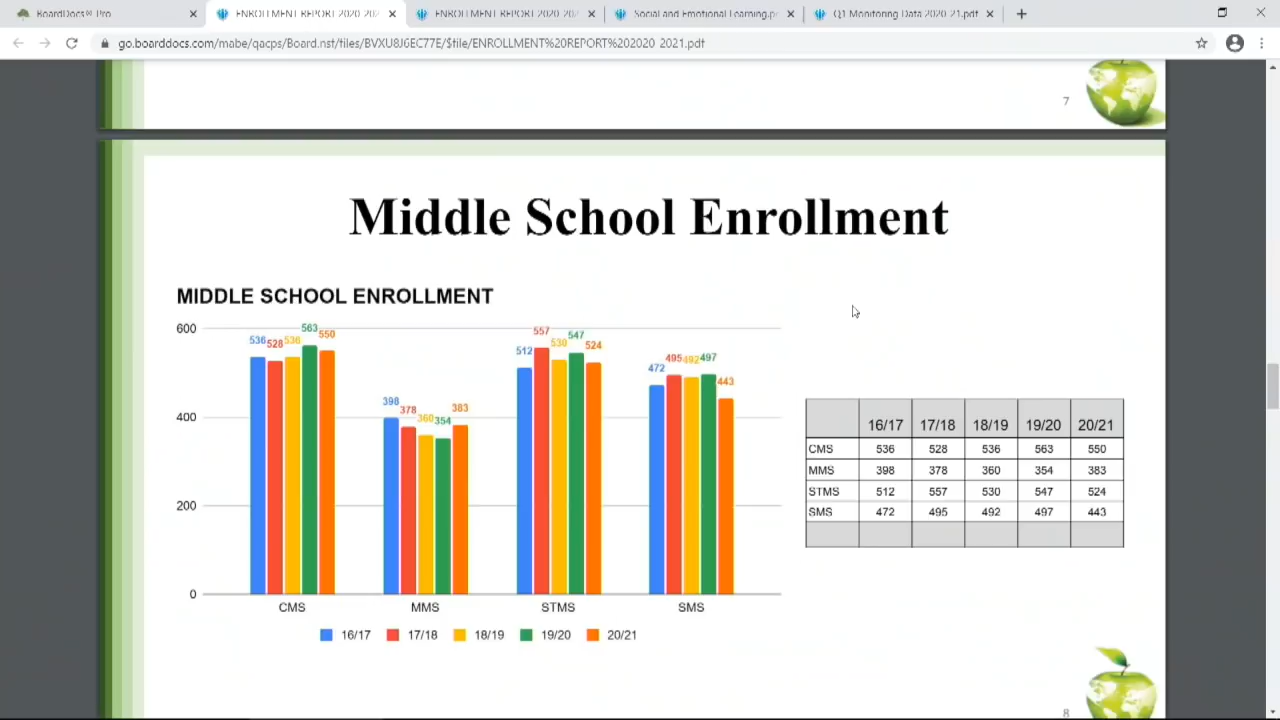 BoardDocs® Pro
ENROLLMENT REPORT 2020-202
ENROLLMENT REPORT 2020-202
Social and Emotional Learning.p
Q1 Monitoring Data 2020-21.pdf
go.boarddocs.com/mabe/qacps/Board.nsf/files/BVXU8J6EC77E/$file/ENROLLMENT%20REPORT%202020 2021.pdf
7
Middle School Enrollment
MIDDLE SCHOOL ENROLLMENT
600
400
200
0
536 528 536 563 550
398 378 360 354 383
512 557 530 547 524
472 495 492 497 443
CMS MMS STMS SMS
16/17 17/18 18/19 19/20 20/21
16/17 17/18 18/19 19/20 20/21
CMS 536 528 536 563 550
MMS 398 378 360 354 383
STMS 512 557 530 547 524
SMS 472 495 492 497 443
8